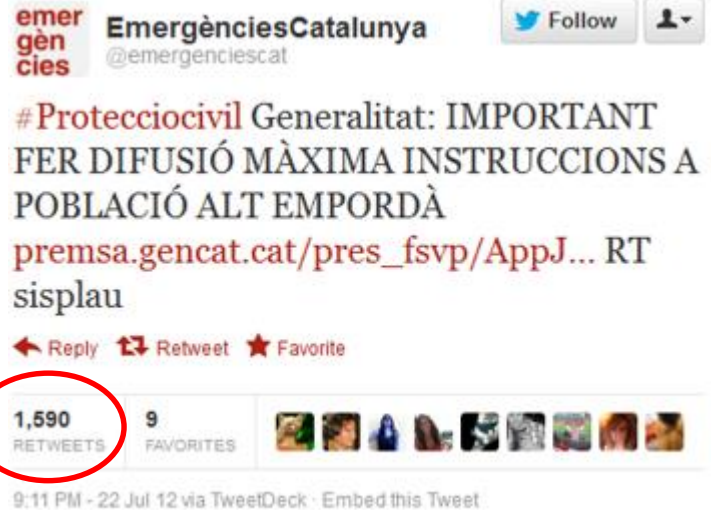 emer
gèn
cies
EmergènciesCatalunya
@emergenciescat
Follow
#Protecciocivil Generalitat: IMPORTANT
FER DIFUSIÓ MÀXIMA INSTRUCCIONS A
POBLACIÓ ALT EMPORDÀ
premsa.gencat.cat/pres_fsvp/AppJ... RT
sisplau
Reply Retweet Favorite
1,590 9
RETWEETS FAVORITES
9:11 PM - 22 Jul 12 via TweetDeck · Embed this Tweet